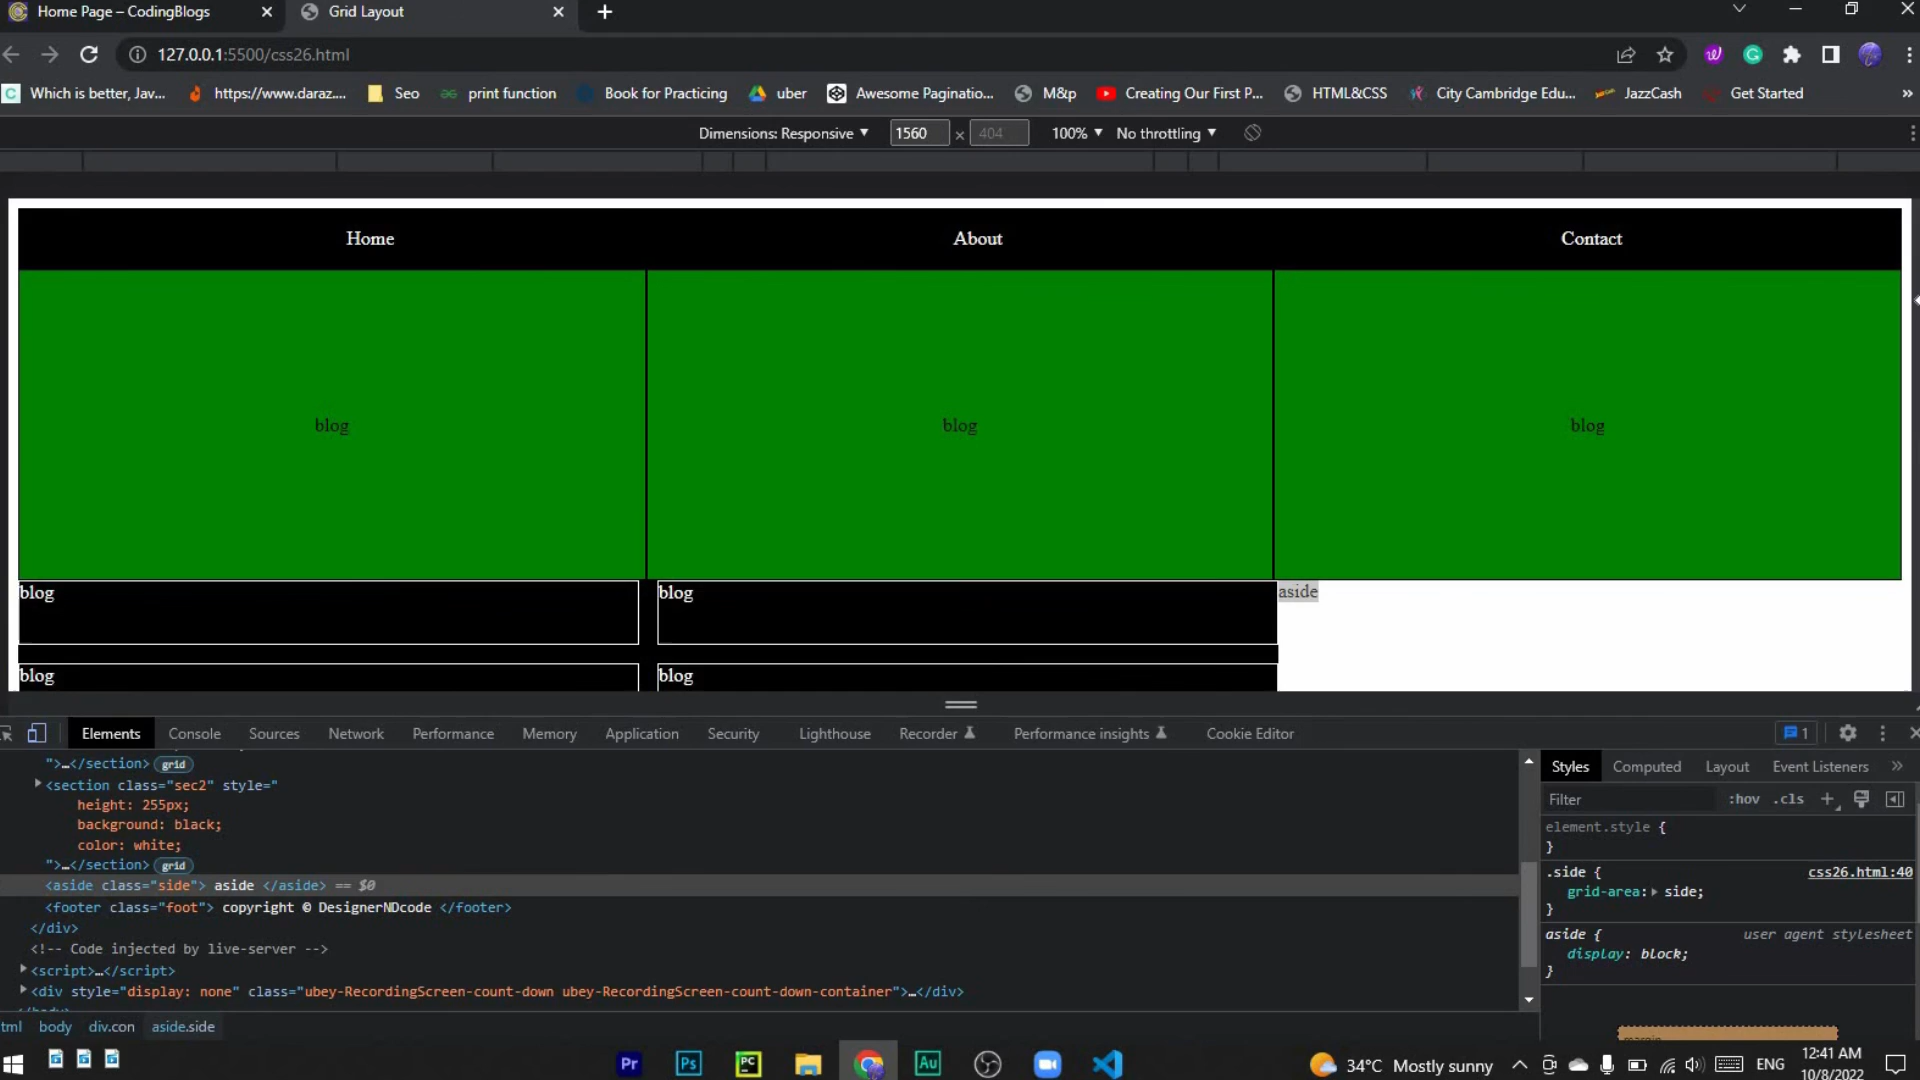 Home Page – CodingBlogs
Grid Layout
127.0.0.1:5500/css26.html
Which is better, Jav... https://www.daraz.... Seo print function Book for Practicing uber Awesome Paginatio... M&p Creating Our First P... HTML&CSS City Cambridge Edu... JazzCash Get Started »
Dimensions: Responsive ▼ 1560 × 404 100% ▼ No throttling ▼
Home About Contact
blog blog blog
blog blog aside
blog blog
Elements Console Sources Network Performance Memory Application Security Lighthouse Recorder Performance insights Cookie Editor 1
">…</section> grid
<section class="sec2" style="
height: 255px;
background: black;
color: white;
">…</section> grid
<aside class="side"> aside </aside> == $0
<footer class="foot"> copyright © DesignerNDcode </footer>
</div>
<!-- Code injected by live-server -->
<script>…</script>
<div style="display: none" class="ubey-RecordingScreen-count-down ubey-RecordingScreen-count-down-container">…</div>
tml body div.con aside.side
Styles Computed Layout Event Listeners »
Filter :hov .cls +
element.style {
}
.side { css26.html:40
grid-area: side;
}
aside { user agent stylesheet
display: block;
}
Pr Ps PC Au
34°C Mostly sunny ENG
12:41 AM
10/8/2022